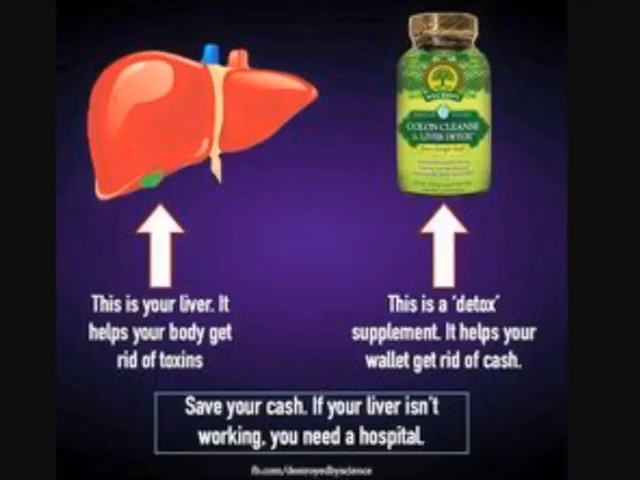 COLON CLEANSE
& LIVER DETOX
This is your liver. It
helps your body get
rid of toxins
This is a 'detox'
supplement. It helps your
wallet get rid of cash.
Save your cash. If your liver isn't
working, you need a hospital.
fb.com/destroyedbyscience